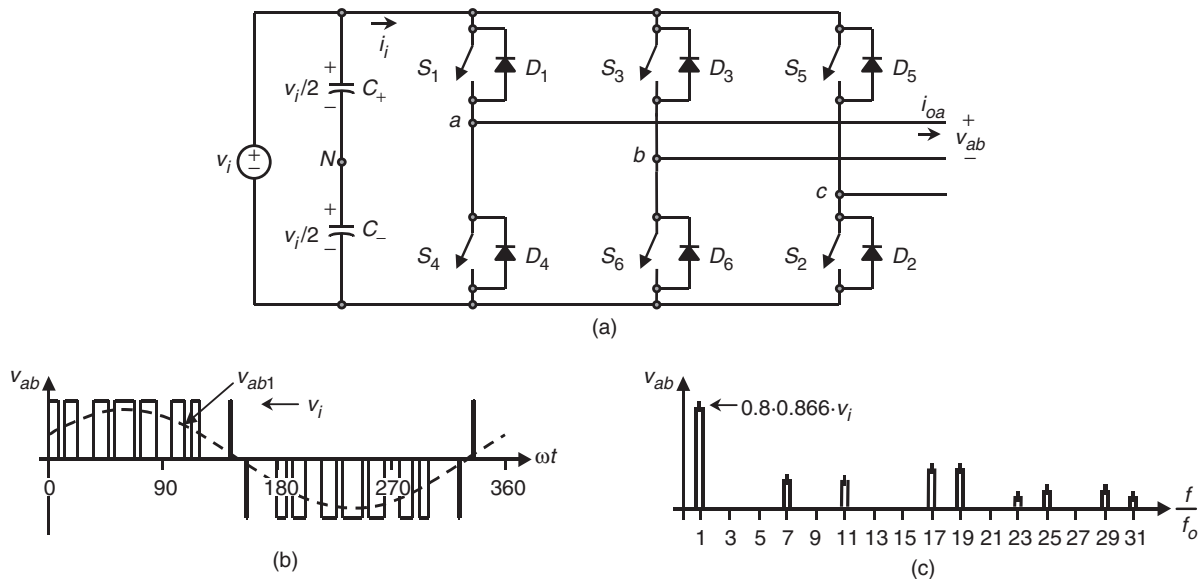 + i_i S_1 D_1 S_3 D_3 S_5 D_5
v_i/2 C_+
−
i_oa
a +
v_ab
v_i + − N b −
c
+
v_i/2 C_−
− S_4 D_4 S_6 D_6 S_2 D_2
(a)
v_ab v_ab1 v_i
ωt
0 90 180 270 360
(b)
v_ab
0.8·0.866·v_i
f
f_o
1 3 5 7 9 11 13 15 17 19 21 23 25 27 29 31
(c)